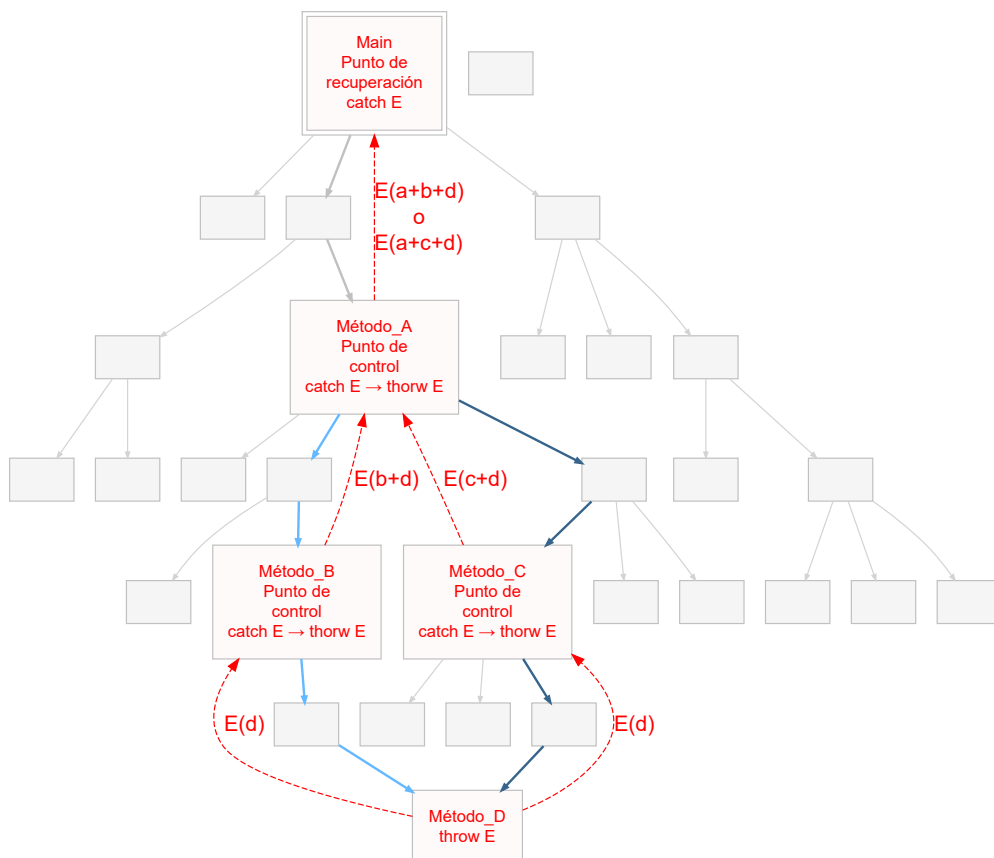 Main
Punto de
recuperación
catch E
E(a+b+d)
o
E(a+c+d)
Método_A
Punto de
control
catch E → thorw E
E(b+d)
E(c+d)
Método_B
Punto de
control
catch E → thorw E
Método_C
Punto de
control
catch E → thorw E
E(d)
E(d)
Método_D
throw E